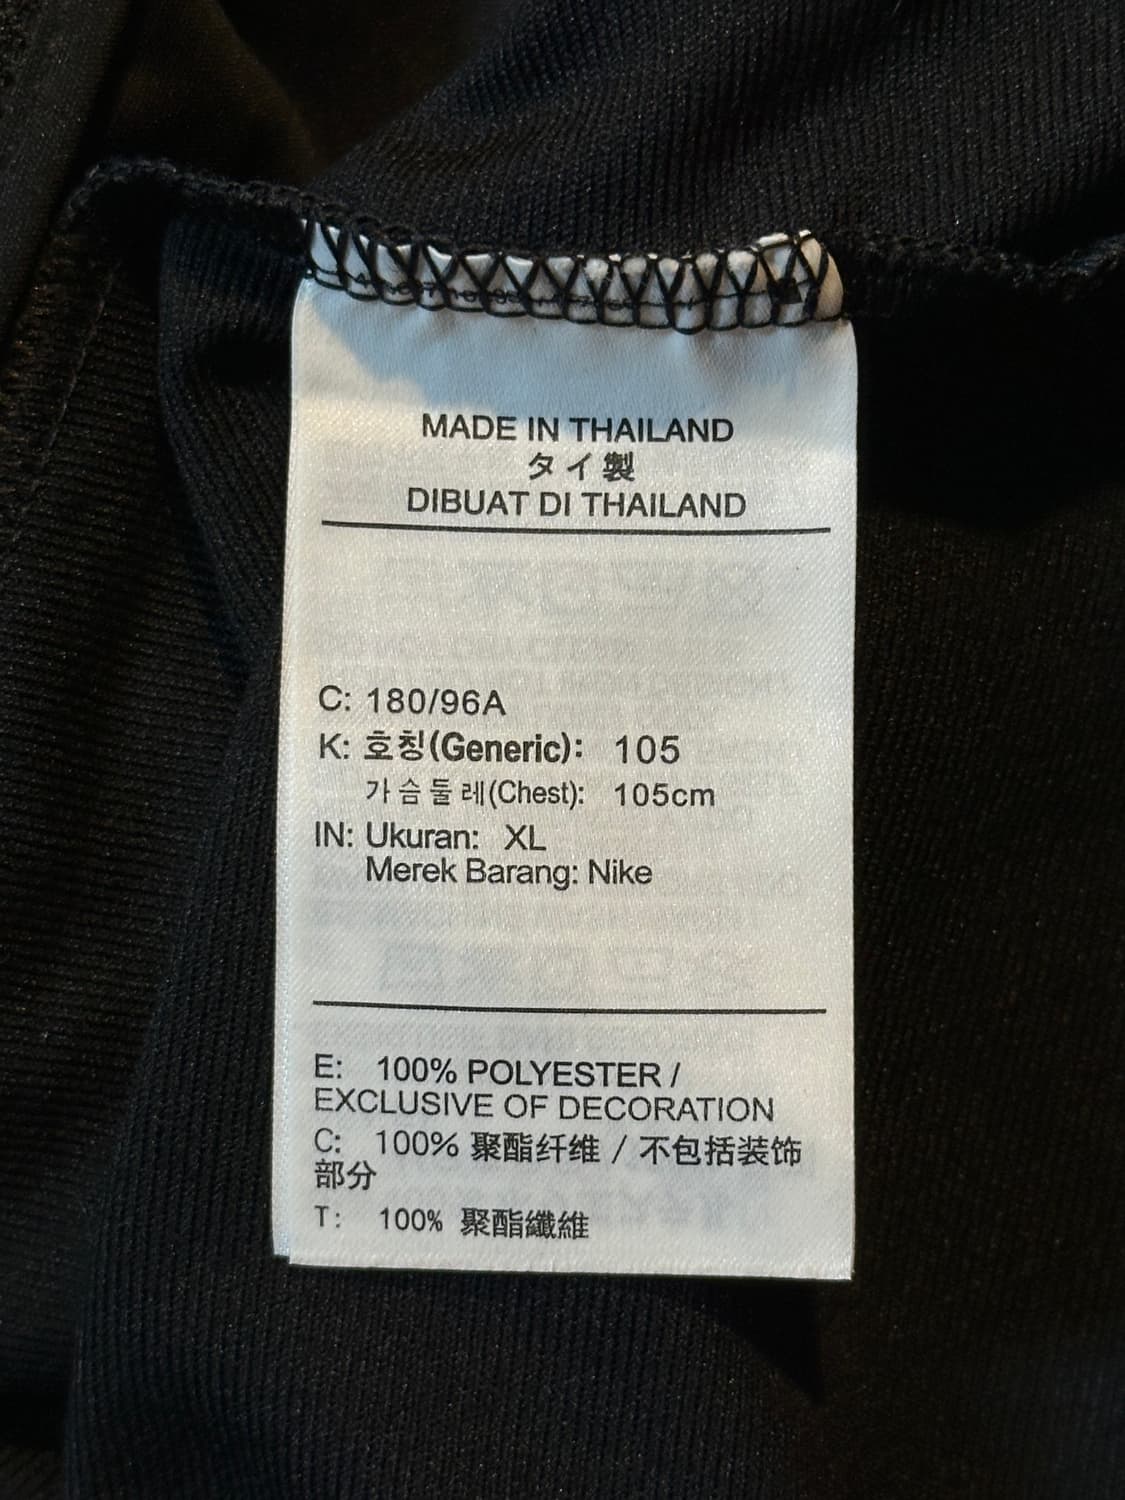 MADE IN THAILAND
タイ製
DIBUAT DI THAILAND
C: 180/96A
K: 호칭(Generic): 105
가슴둘레(Chest): 105cm
IN: Ukuran: XL
Merek Barang: Nike
E: 100% POLYESTER /
EXCLUSIVE OF DECORATION
C: 100% 聚酯纤维 / 不包括装饰
部分
T: 100% 聚酯纖維